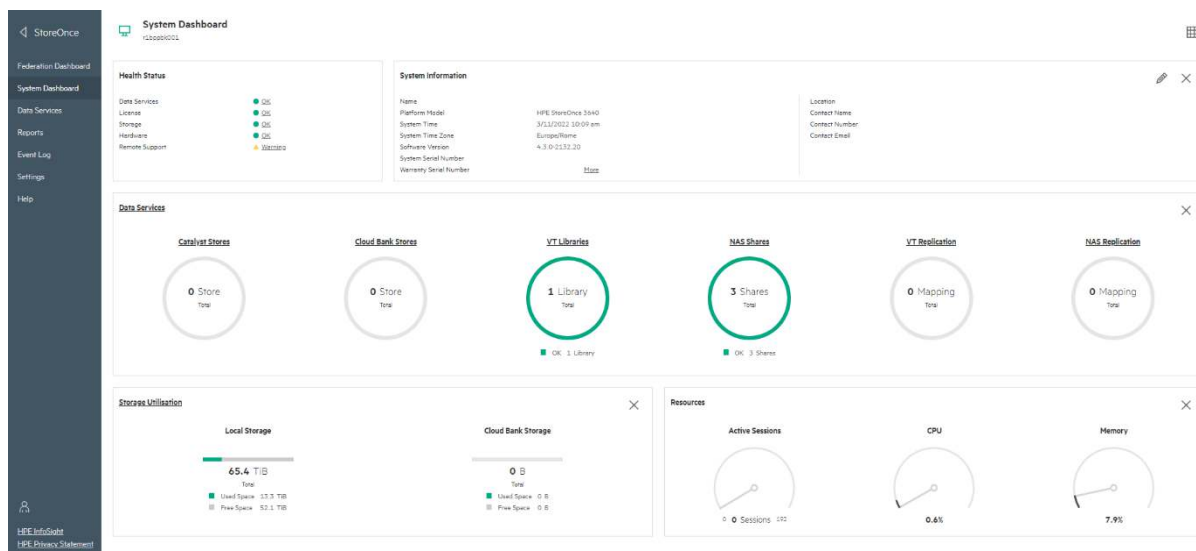 StoreOnce
Federation Dashboard
System Dashboard
Data Services
Reports
Event Log
Settings
Help
HPE InfoSight
HPE Privacy Statement
System Dashboard
Health Status
Data Services OK
License OK
Storage OK
Hardware OK
Remote Support Warning
System Information
Name
Platform Model HPE StoreOnce 5640
System Time 3/11/2022 10:09 am
System Time Zone Europe/Rome
Software Version 4.3.0-2132.20
System Serial Number
Warranty Serial Number More
Location
Contact Name
Contact Number
Contact Email
Data Services
Catalyst Stores
0 Store
Total
Cloud Bank Stores
0 Store
Total
VT Libraries
1 Library
Total
OK 1 Library
NAS Shares
3 Shares
Total
OK 3 Shares
VT Replication
0 Mapping
Total
NAS Replication
0 Mapping
Total
Storage Utilisation
Local Storage
65.4 TiB
Total
Used Space 13.3 TiB
Free Space 52.1 TiB
Cloud Bank Storage
0 B
Total
Used Space 0 B
Free Space 0 B
Resources
Active Sessions
0 0 Sessions 192
CPU
0.6%
Memory
7.9%